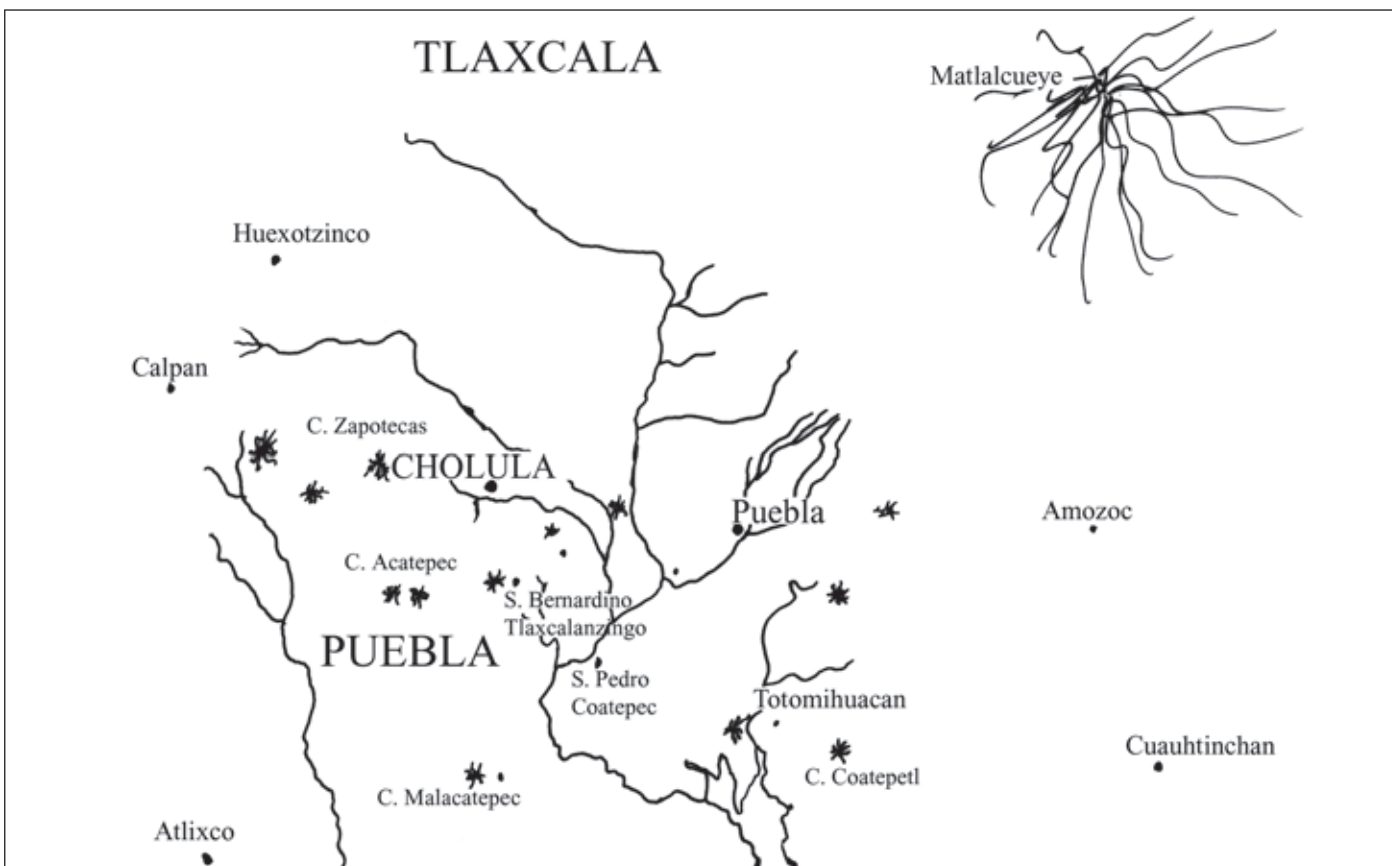 TLAXCALA
Matlalcueye
Huexotzinco
Calpan
C. Zapotecas
CHOLULA
Puebla
Amozoc
C. Acatepec
S. Bernardino
Tlaxcalanzingo
PUEBLA
S. Pedro
Coatepec
Totomihuacan
Cuauhtinchan
C. Coatepetl
C. Malacatepec
Atlixco